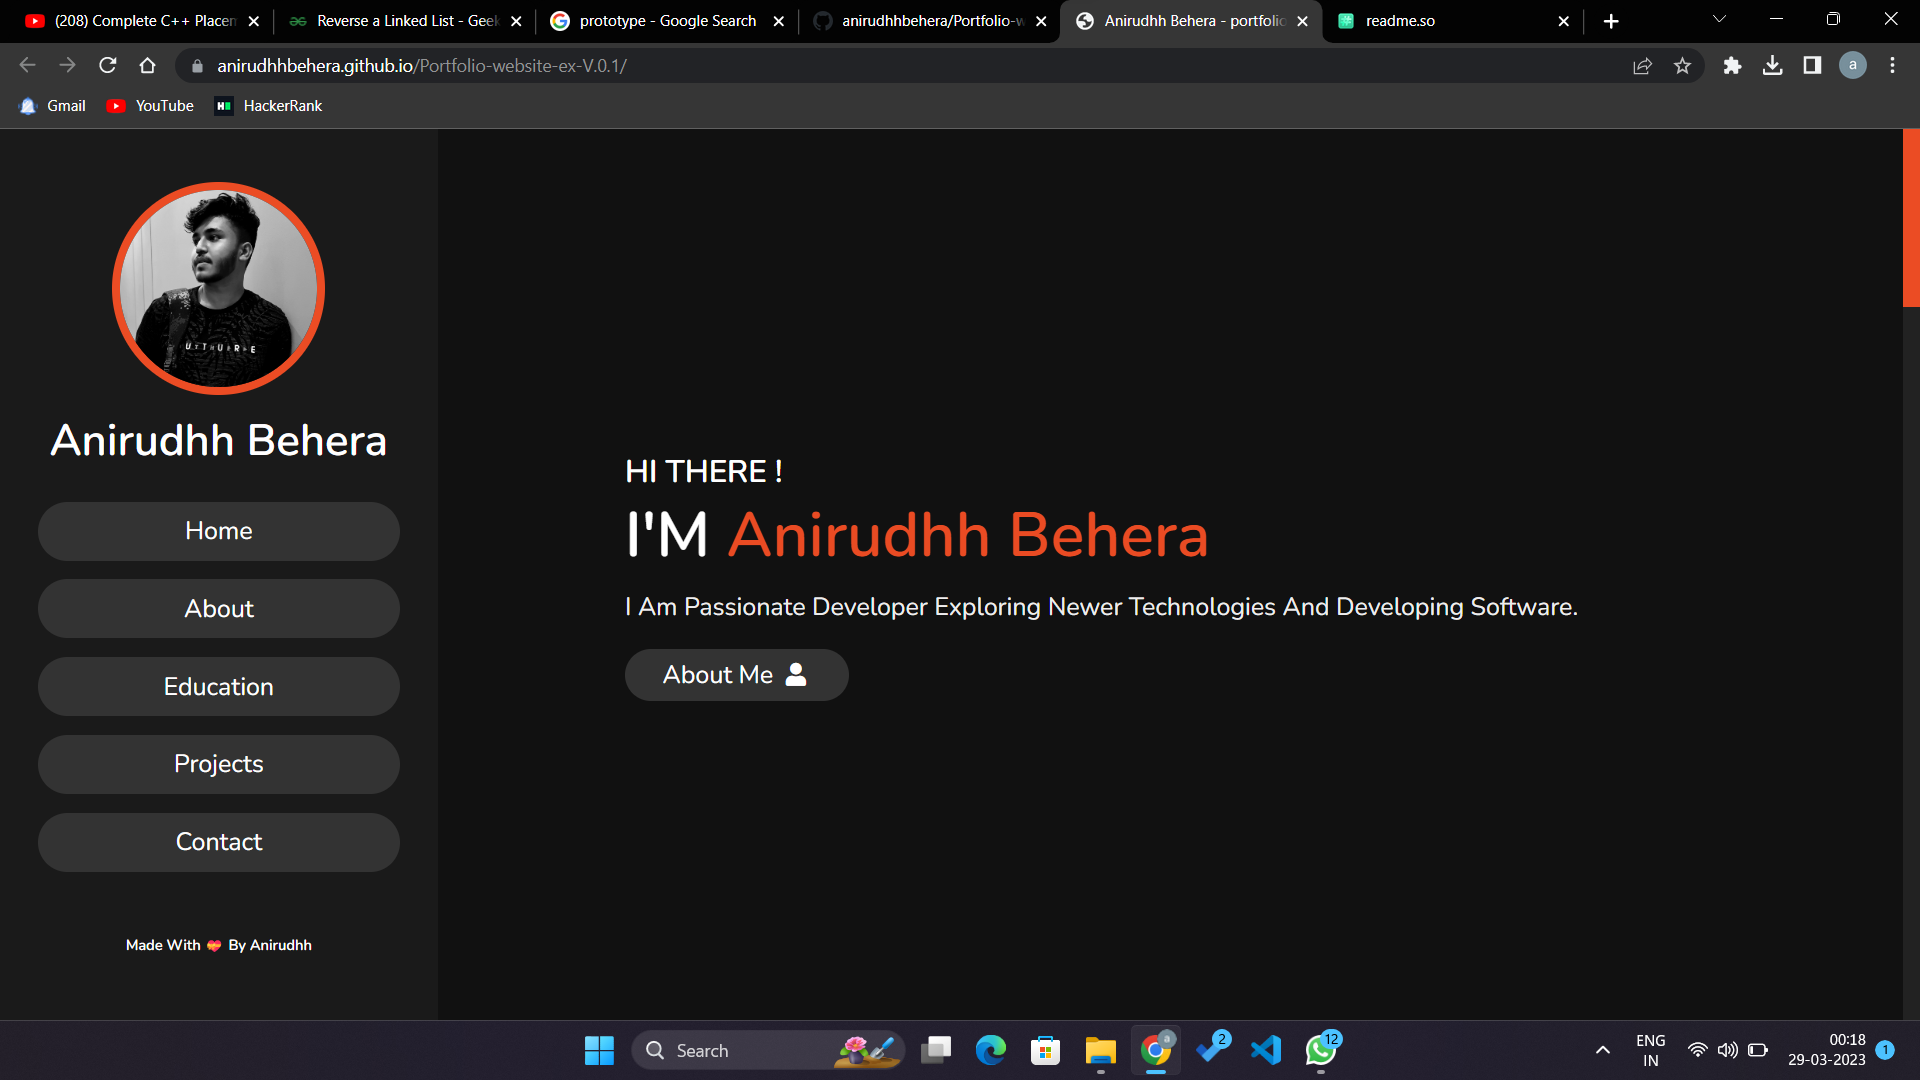 (208) Complete C++ Placem
Reverse a Linked List - Geek
prototype - Google Search
anirudhhbehera/Portfolio-w
Anirudhh Behera - portfolio
readme.so
anirudhhbehera.github.io/Portfolio-website-ex-V.0.1/
a
Gmail
YouTube
HackerRank
Anirudhh Behera
Home
About
Education
Projects
Contact
Made With 💝 By Anirudhh
HI THERE !
I'M Anirudhh Behera
I Am Passionate Developer Exploring Newer Technologies And Developing Software.
About Me
Search
a
2
12
ENG
IN
00:18
29-03-2023
1